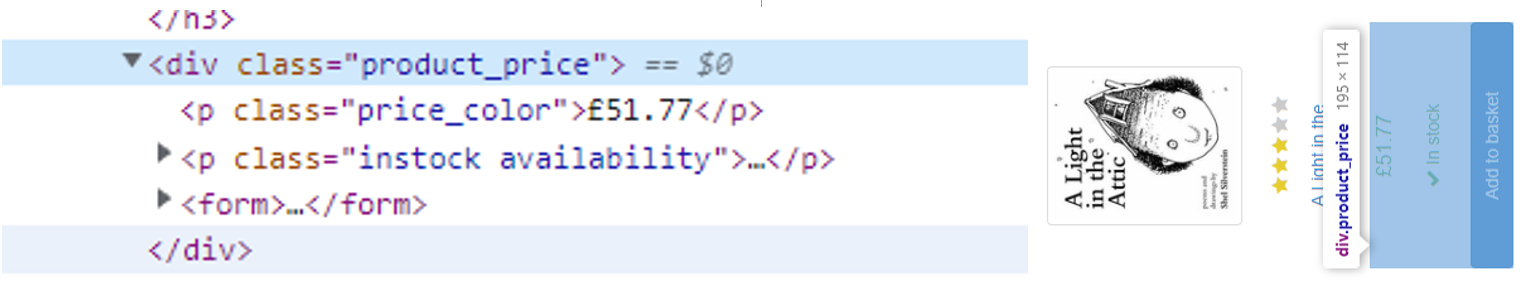 </h3>
▼<div class="product_price"> == $0
<p class="price_color">£51.77</p>
▶<p class="instock availability">…</p>
▶<form>…</form>
</div>
A Light
in the
Attic
poems and
drawings by
Shel Silverstein
A Light in the
div.product_price 195 × 114
£51.77
In stock
Add to basket